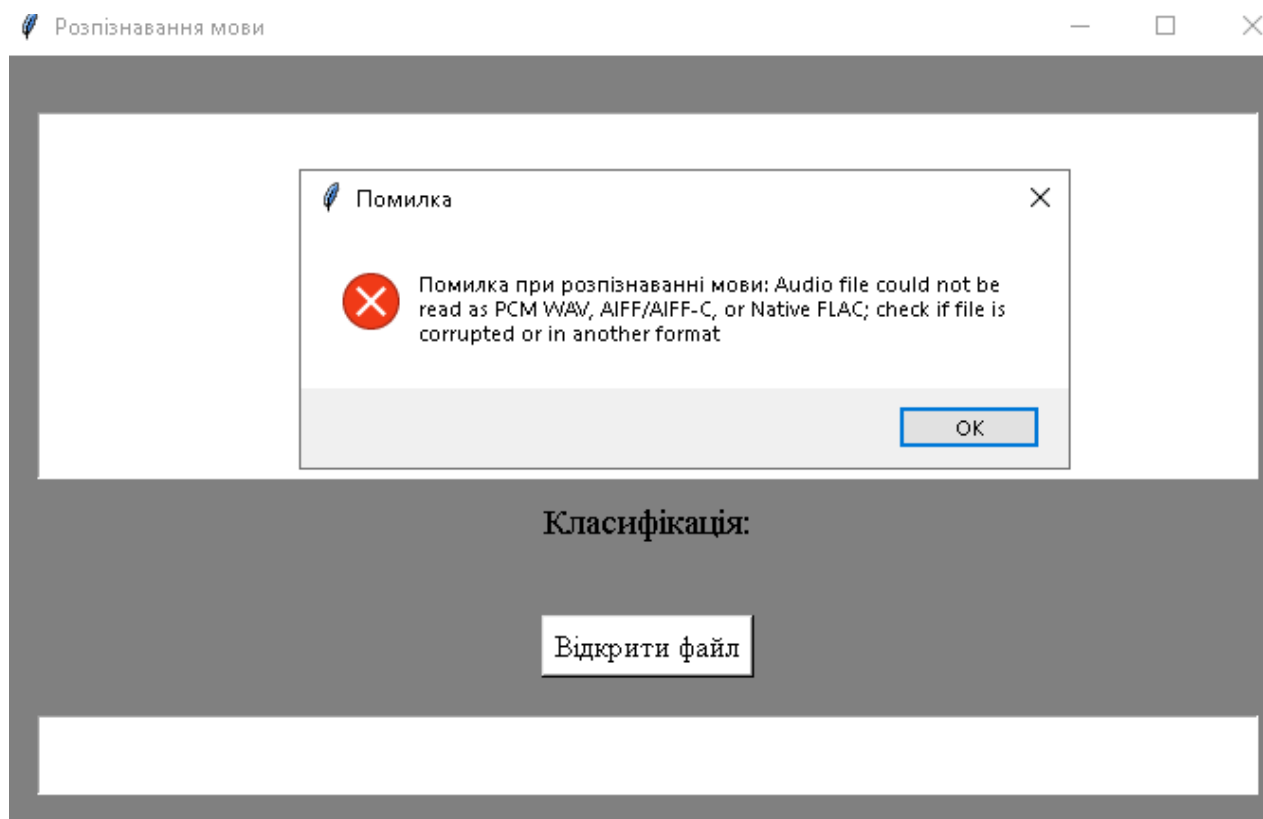 Розпізнавання мови
Помилка
Помилка при розпізнаванні мови: Audio file could not be
read as PCM WAV, AIFF/AIFF-C, or Native FLAC; check if file is
corrupted or in another format
OK
Класифікація:
Відкрити файл